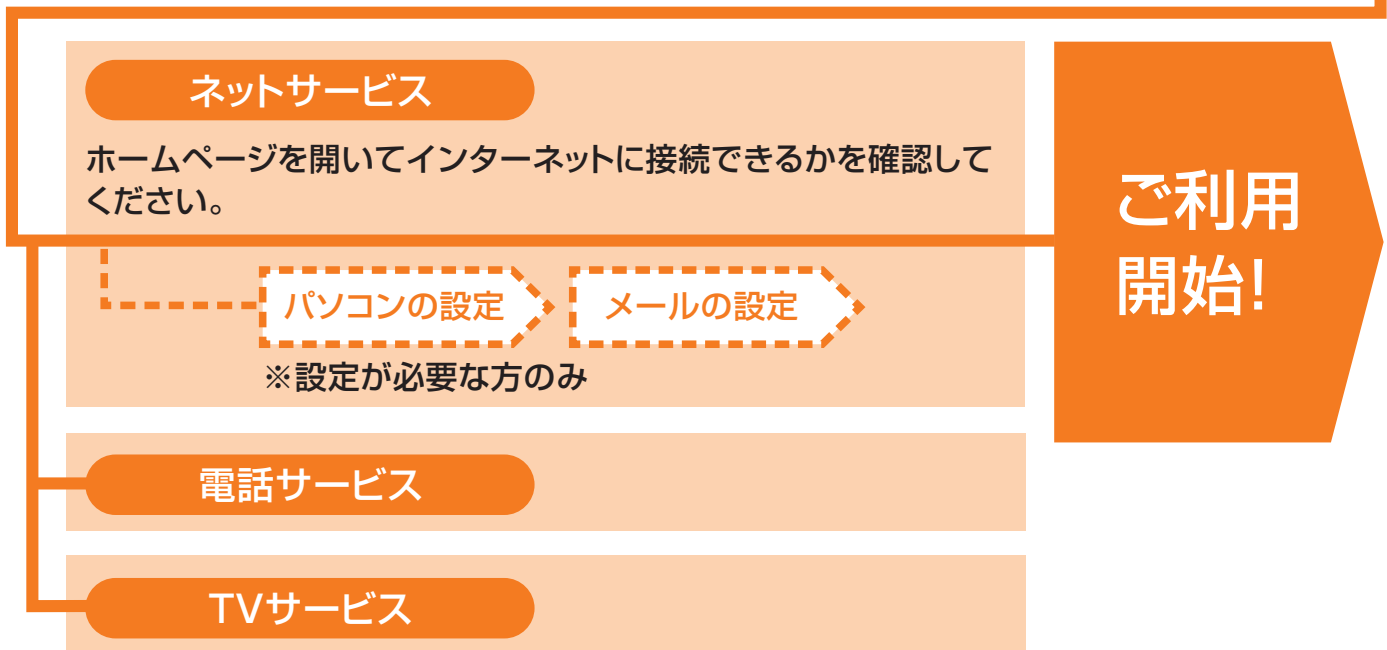 ネットサービス
ホームページを開いてインターネットに接続できるかを確認して
ください。
パソコンの設定
メールの設定
※設定が必要な方のみ
電話サービス
TVサービス
ご利用
開始!